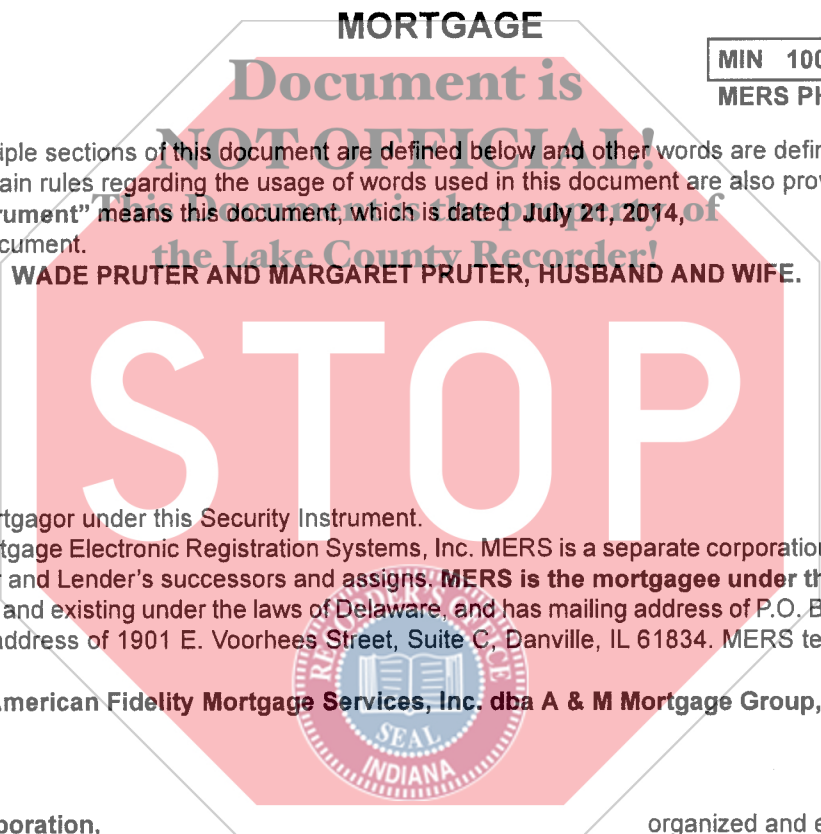 MORTGAGE
Document is
MIN 100
MERS PH
NOT OFFICIAL!
iple sections of this document are defined below and other words are defin
ain rules regarding the usage of words used in this document are also prov
This Document is the property of
rument” means this document, which is dated July 21, 2014,
cument.
the Lake County Recorder!
WADE PRUTER AND MARGARET PRUTER, HUSBAND AND WIFE.
STOP
rtgagor under this Security Instrument.
tgage Electronic Registration Systems, Inc. MERS is a separate corporation
r and Lender’s successors and assigns. MERS is the mortgagee under th
and existing under the laws of Delaware, and has mailing address of P.O. B
address of 1901 E. Voorhees Street, Suite C, Danville, IL 61834. MERS te
RECORDER'S OFFICE
merican Fidelity Mortgage Services, Inc. dba A & M Mortgage Group,
SEAL
INDIANA
poration,
organized and e